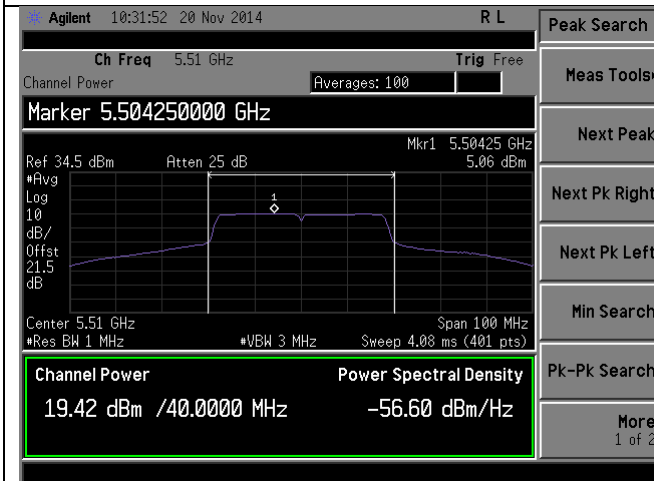 Agilent 10:31:52 20 Nov 2014 R L
Peak Search
Ch Freq 5.51 GHz Trig Free
Channel Power Averages: 100
Meas Tools
Marker 5.504250000 GHz
Next Peak
Mkr1 5.50425 GHz
Ref 34.5 dBm Atten 25 dB 5.06 dBm
#Avg
Log
10
dB/
Offst
21.5
dB
1
Next Pk Right
Next Pk Left
Min Search
Center 5.51 GHz Span 100 MHz
#Res BW 1 MHz #VBW 3 MHz Sweep 4.08 ms (401 pts)
Channel Power Power Spectral Density
Pk-Pk Search
19.42 dBm /40.0000 MHz -56.60 dBm/Hz
More
1 of 2